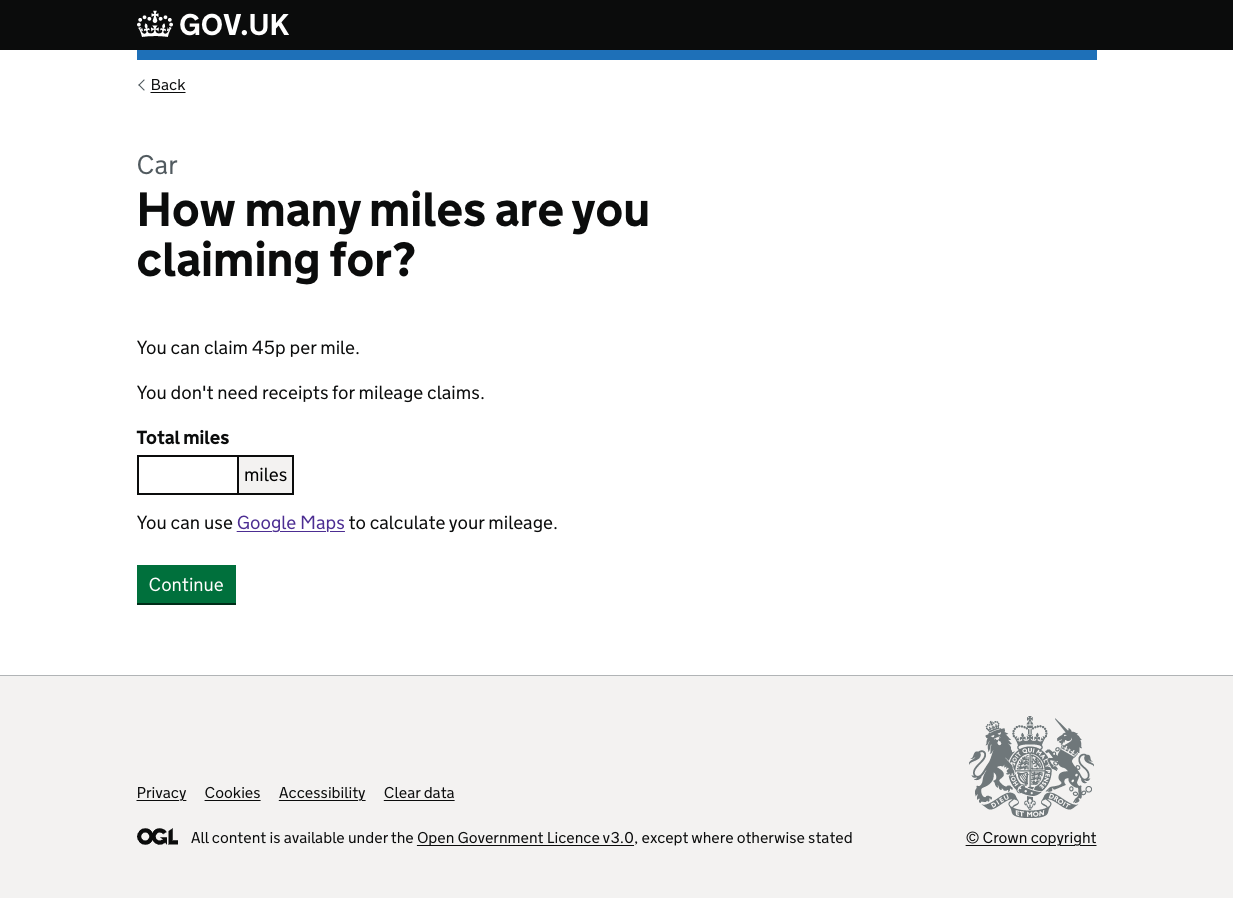 GOV.UK
Back
Car
How many miles are you
claiming for?
You can claim 45p per mile.
You don't need receipts for mileage claims.
Total miles
miles
You can use Google Maps to calculate your mileage.
Continue
Privacy Cookies Accessibility Clear data
OGL All content is available under the Open Government Licence v3.0, except where otherwise stated
DIEU ET MON DROIT
© Crown copyright